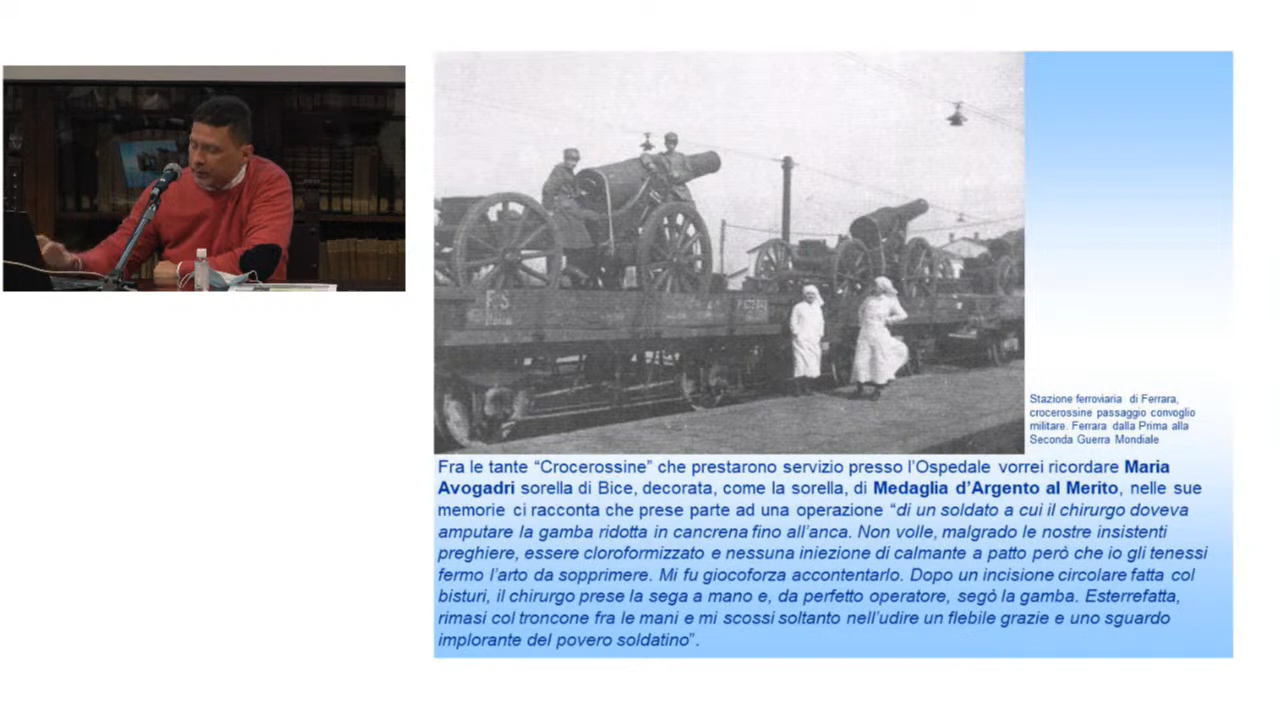 F.S
Stazione ferroviaria di Ferrara,
crocerossine passaggio convoglio
militare. Ferrara dalla Prima alla
Seconda Guerra Mondiale
Fra le tante “Crocerossine” che prestarono servizio presso l’Ospedale vorrei ricordare Maria
Avogadri sorella di Bice, decorata, come la sorella, di Medaglia d’Argento al Merito, nelle sue
memorie ci racconta che prese parte ad una operazione “di un soldato a cui il chirurgo doveva
amputare la gamba ridotta in cancrena fino all’anca. Non volle, malgrado le nostre insistenti
preghiere, essere cloroformizzato e nessuna iniezione di calmante a patto però che io gli tenessi
fermo l’arto da sopprimere. Mi fu giocoforza accontentarlo. Dopo un incisione circolare fatta col
bisturi, il chirurgo prese la sega a mano e, da perfetto operatore, segò la gamba. Esterrefatta,
rimasi col troncone fra le mani e mi scossi soltanto nell’udire un flebile grazie e uno sguardo
implorante del povero soldatino”.